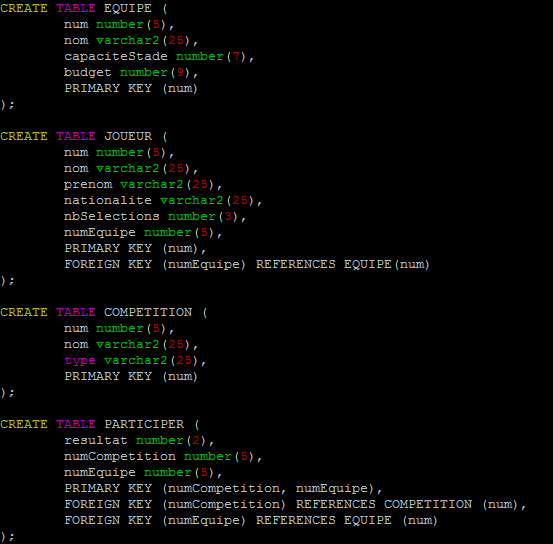 CREATE TABLE EQUIPE (
num number(5),
nom varchar2(25),
capaciteStade number(7),
budget number(9),
PRIMARY KEY (num)
);
CREATE TABLE JOUEUR (
num number(5),
nom varchar2(25),
prenom varchar2(25),
nationalite varchar2(25),
nbSelections number(3),
numEquipe number(5),
PRIMARY KEY (num),
FOREIGN KEY (numEquipe) REFERENCES EQUIPE(num)
);
CREATE TABLE COMPETITION (
num number(5),
nom varchar2(25),
type varchar2(25),
PRIMARY KEY (num)
);
CREATE TABLE PARTICIPER (
resultat number(2),
numCompetition number(5),
numEquipe number(5),
PRIMARY KEY (numCompetition, numEquipe),
FOREIGN KEY (numCompetition) REFERENCES COMPETITION (num),
FOREIGN KEY (numEquipe) REFERENCES EQUIPE (num)
);